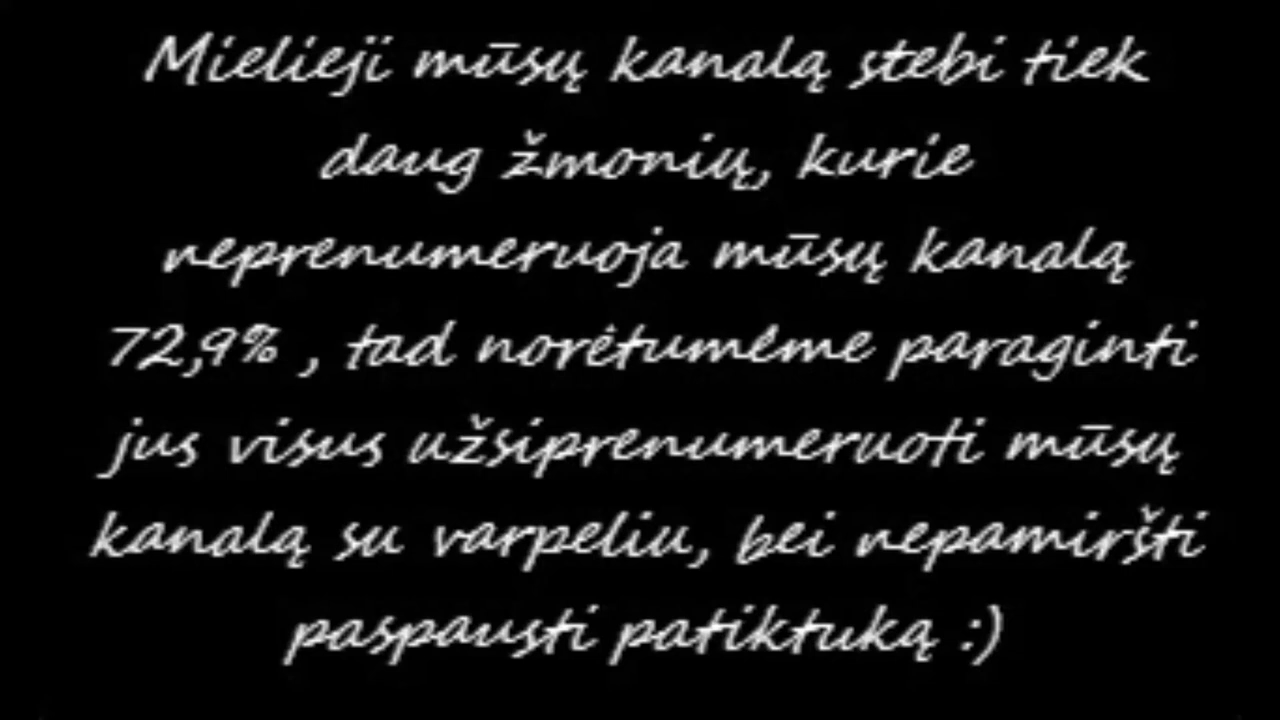 Mielieji mūsų kanalą stebi tiek
daug žmonių, kurie
neprenumeruoja mūsų kanalą
72,9% , tad norėtumėme paraginti
jus visus užsiprenumeruoti mūsų
kanalą su varpeliu, bei nepamiršti
paspausti patiktuką :)